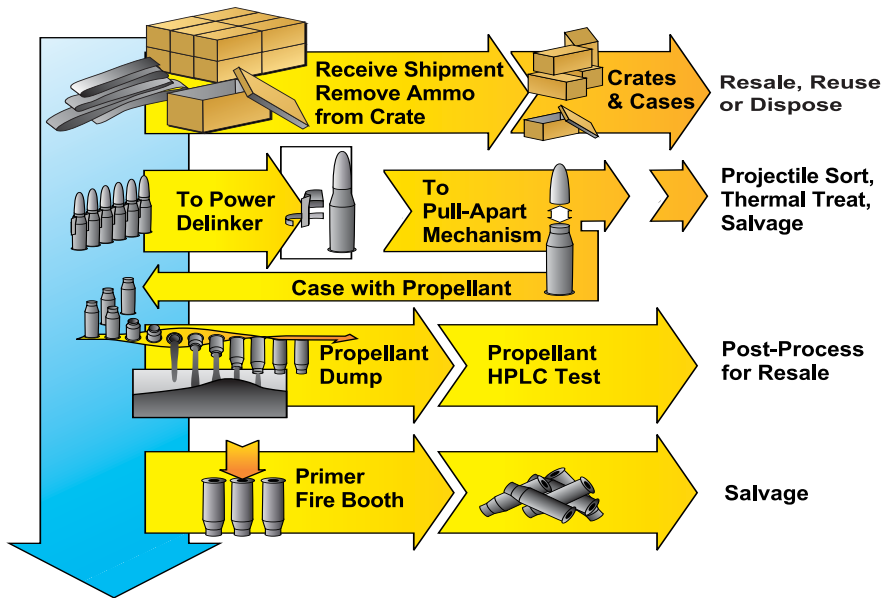 Receive Shipment
Remove Ammo
from Crate
Crates
& Cases
Resale, Reuse
or Dispose
To Power
Delinker
To
Pull-Apart
Mechanism
Projectile Sort,
Thermal Treat,
Salvage
Case with Propellant
Propellant
Dump
Propellant
HPLC Test
Post-Process
for Resale
Primer
Fire Booth
Salvage